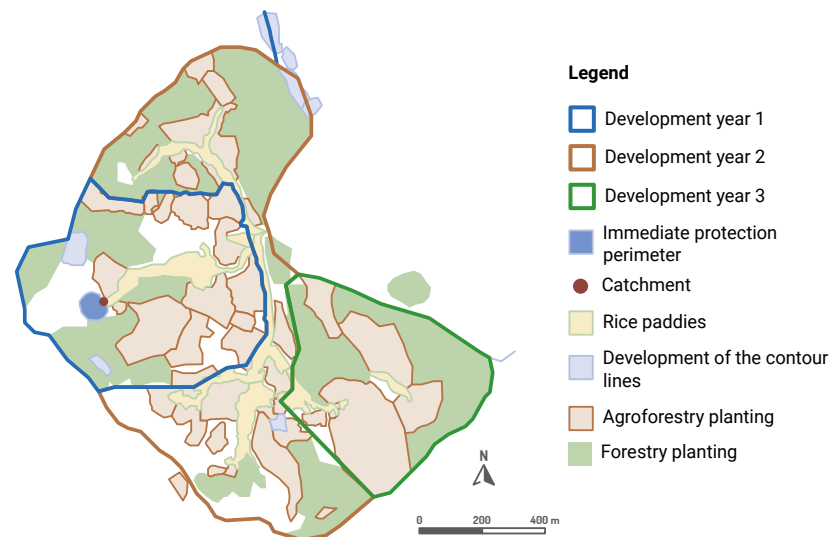 Legend
Development year 1
Development year 2
Development year 3
Immediate protection
perimeter
Catchment
Rice paddies
Development of the contour
lines
Agroforestry planting
Forestry planting
N
0 200 400 m